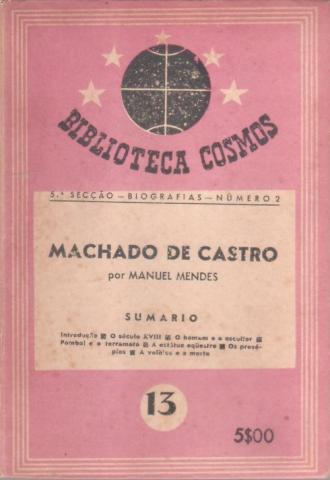 BIBLIOTECA COSMOS
5.ª SECÇÃO — BIOGRAFIAS — NÚMERO 2
MACHADO DE CASTRO
por MANUEL MENDES
SUMARIO
Introdução ■ O século XVIII ■ O homem e o escultor ■
Pombal e o terramoto ■ A estátua eqüestre ■ Os presé-
pios ■ A velhice e a morte
13
5$00